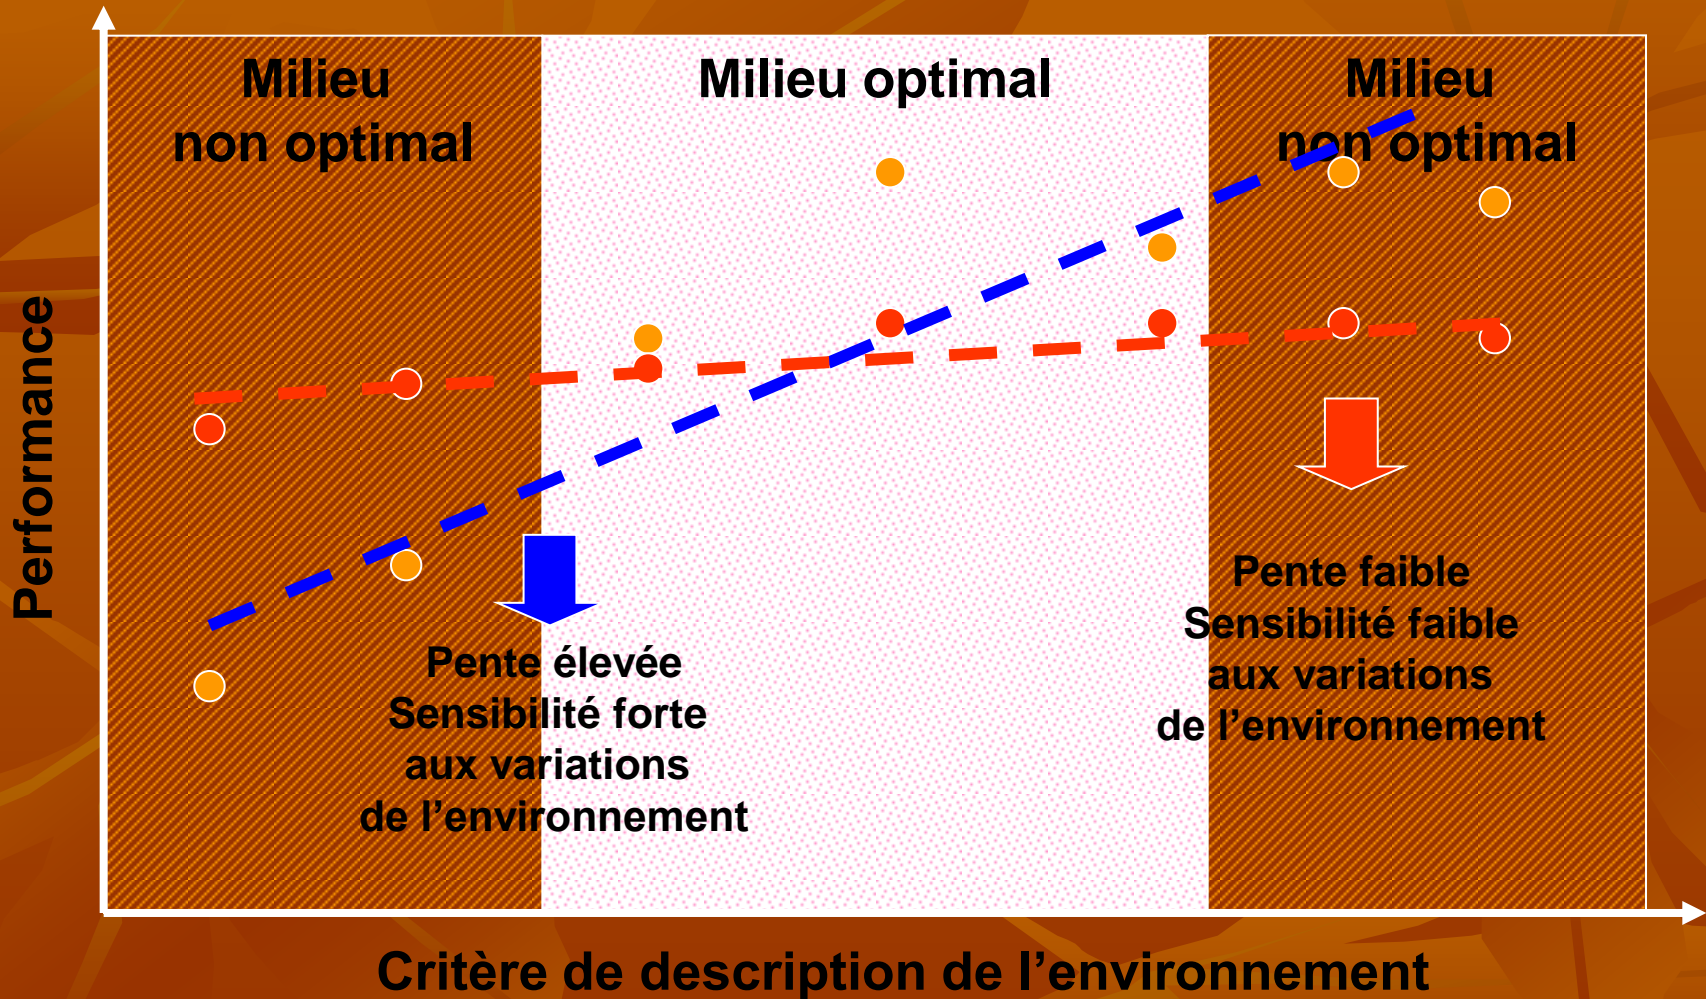 Milieu
non optimal
Milieu optimal
Milieu
non optimal
Performance
Pente élevée
Sensibilité forte
aux variations
de l’environnement
Pente faible
Sensibilité faible
aux variations
de l’environnement
Critère de description de l’environnement